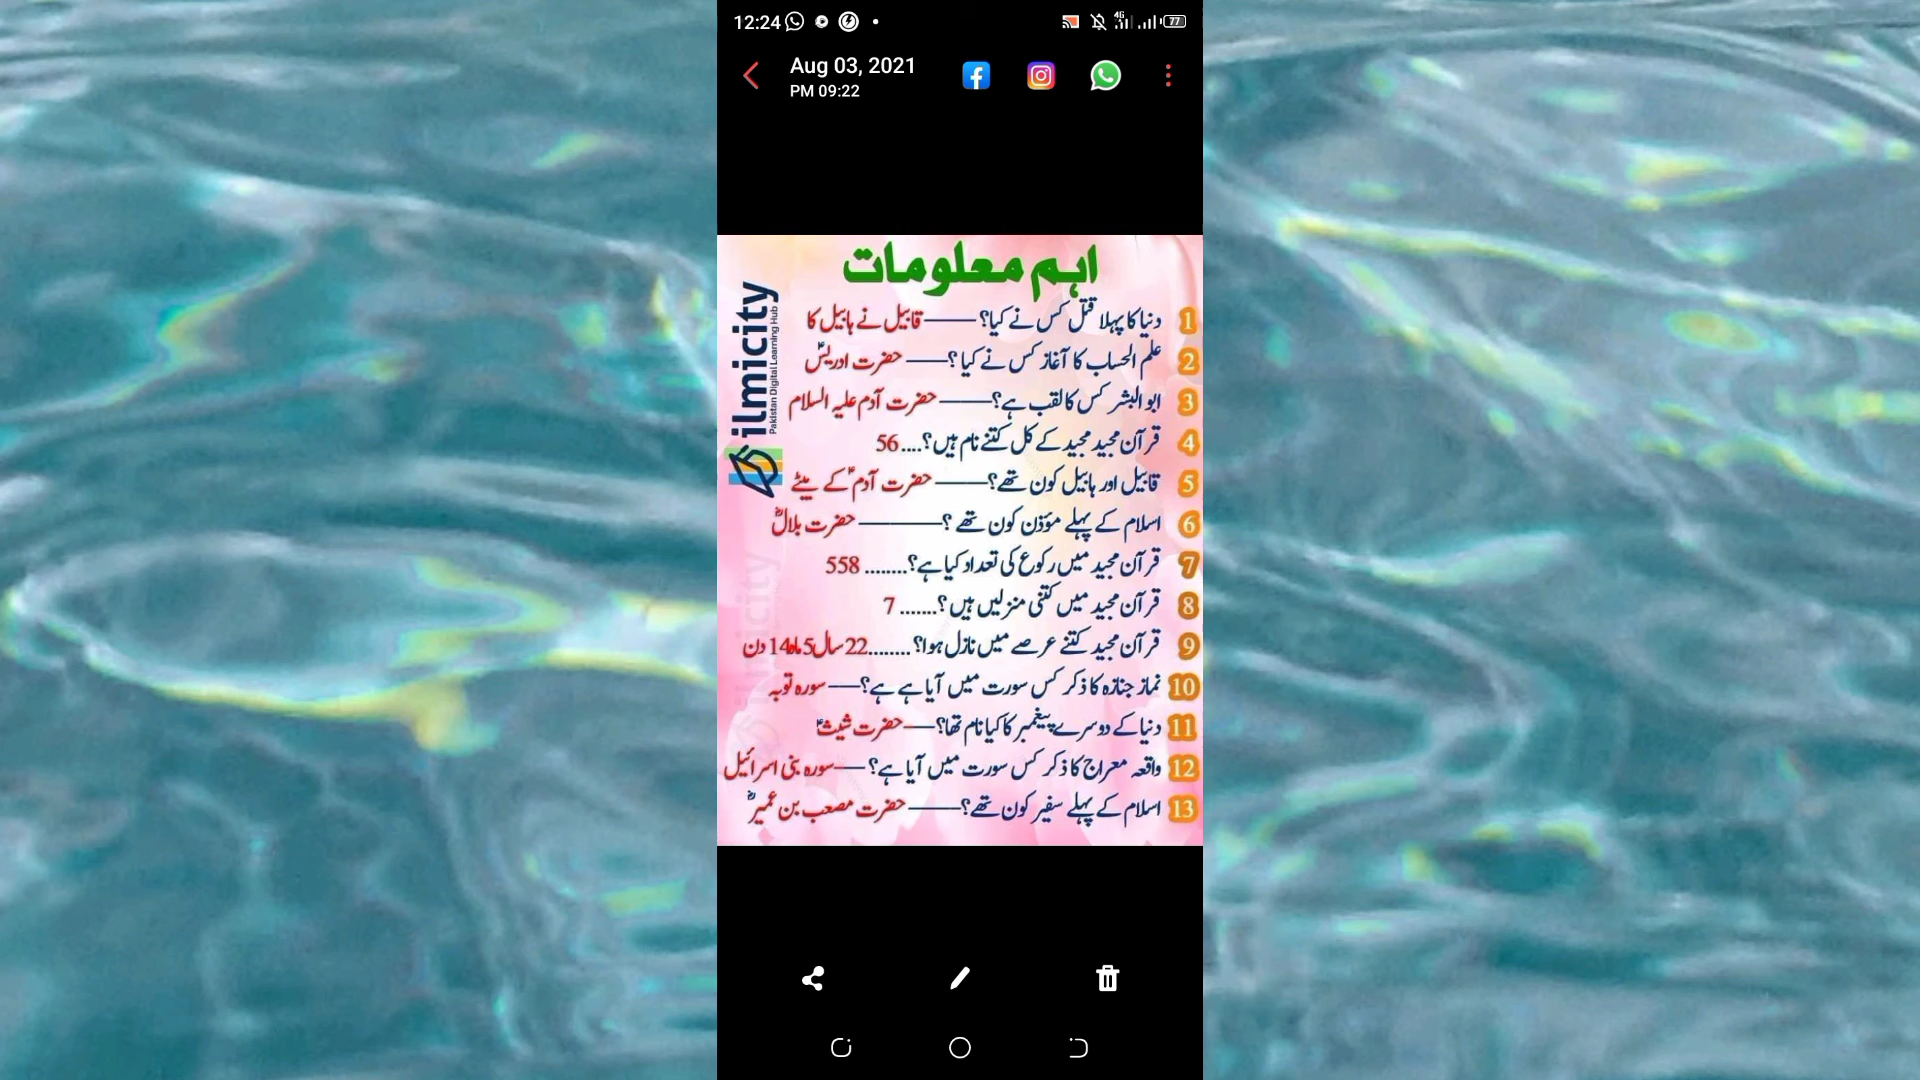 12:24
4G
77
Aug 03, 2021
PM 09:22
اہم معلومات
ilmicity
Pakistan Digital Learning Hub
1 دنیا کا پہلا قتل کس نے کیا؟ —— قابیل نے ہابیل کا
2 علم الحساب کا آغاز کس نے کیا ؟ —— حضرت ادریسؑ
3 ابو البشر کس کا لقب ہے؟ —— حضرت آدم علیہ السلام
4 قرآن مجید مجید کے کل کتنے نام ہیں؟.... 56
5 قابیل اور ہابیل کون تھے؟ —— حضرت آدمؑ کے بیٹے
6 اسلام کے پہلے مؤذن کون تھے ؟ —— حضرت بلالؓ
7 قرآن مجید میں رکوع کی تعداد کیا ہے؟........ 558
8 قرآن مجید میں کتنی منزلیں ہیں ؟....... 7
9 قرآن مجید کتنے عرصے میں نازل ہوا؟........22 سال 5 ماہ 14 دن
10 نماز جنازہ کا ذکر کس سورت میں آیا ہے ہے؟ —— سورہ توبہ
11 دنیا کے دوسرے پیغمبر کا کیا نام تھا؟ —— حضرت شیثؑ
12 واقعہ معراج کا ذکر کس سورت میں آیا ہے؟ —— سورہ بنی اسرائیل
13 اسلام کے پہلے سفیر کون تھے؟ —— حضرت مصعب بن عمیرؓ
ilmicity